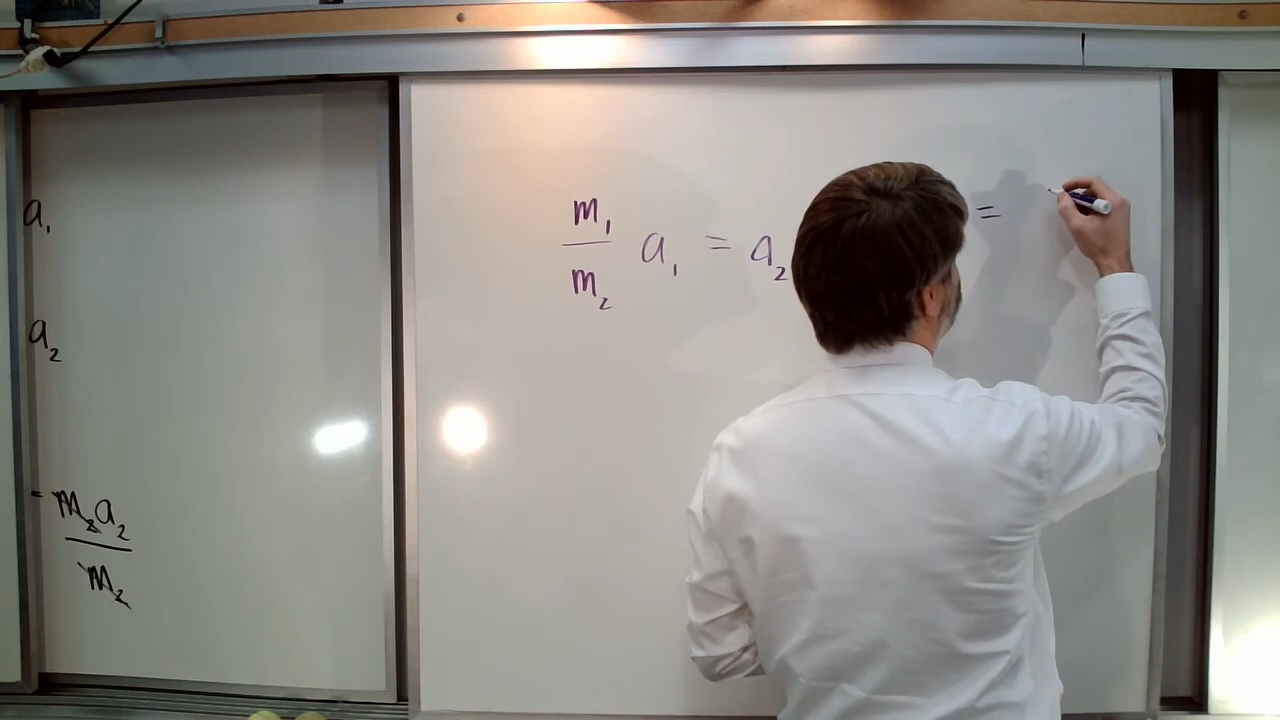 a₁
a₂
= m₂a₂
m₂
m₁
m₂
a₁ = a₂
=